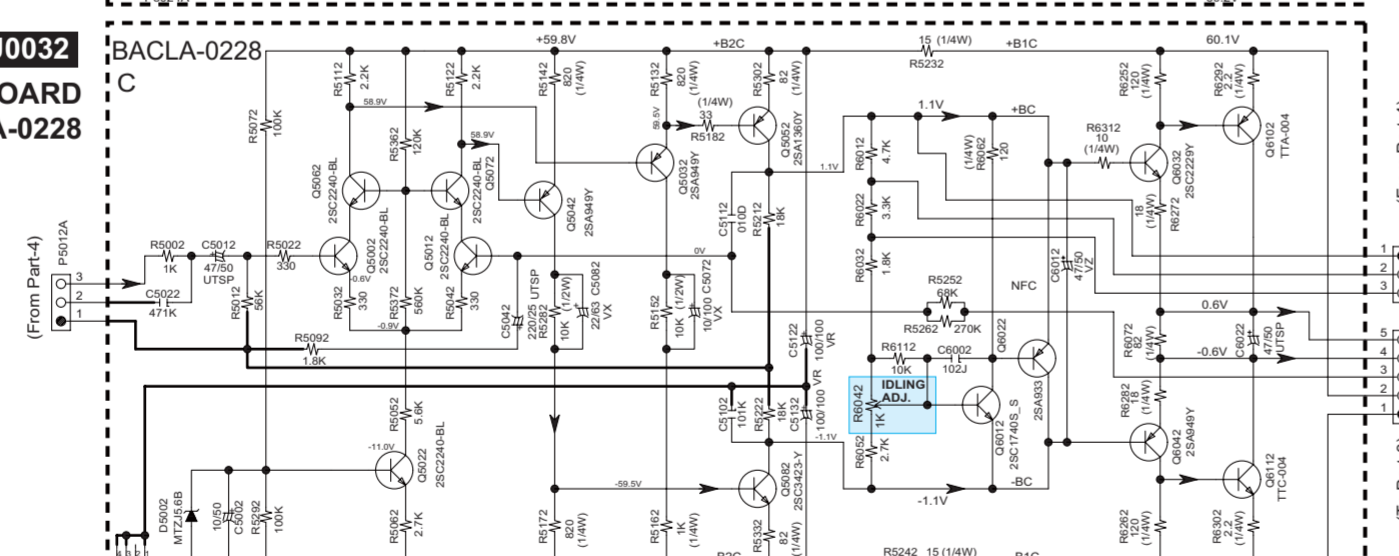 J0032
OARD
A-0228
BACLA-0228
C
+59.8V
+B2C
15 (1/4W)
R5232
+B1C
60.1V
R5112
2.2K
R5122
2.2K
R5142
820
(1/4W)
R5132
820
(1/4W)
R5302
82
(1/4W)
R6252
120
(1/4W)
R6292
2.2
(1/4W)
58.9V
58.9V
59.5V
(1/4W)
33
R5182
1.1V
+BC
R5072
100K
R5362
120K
Q5052
2SA1360Y
R6012
4.7K
(1/4W)
R6062
120
R6312
10
(1/4W)
Q6102
TTA-004
Q5062
2SC2240-BL
2SC2240-BL
Q5072
Q5042
2SA949Y
Q5032
2SA949Y
1.1V
Q6032
2SC2229Y
C5112
010D
R5212
18K
R6022
3.3K
18
(1/4W)
R6272
P5012A
(From Part-4)
3
2
1
R5002
1K
C5012
47/50
UTSP
R5022
330
Q5002
2SC2240-BL
Q5012
2SC2240-BL
0V
R6032
1.8K
C6012
47/50
VZ
1
2
3
C5022
471K
R5012
56K
-0.6V
R5032
330
R5372
560K
R5042
330
-0.9V
C5042
220/25 UTSP
R5282
10K
(1/2W)
C5082
22/63
VX
R5152
10K
(1/2W)
C5072
10/100
VX
R5252
68K
R5262
270K
NFC
0.6V
-0.6V
R6072
82
(1/4W)
C6022
47/50
UTSP
5
4
3
2
1
R5092
1.8K
C5122
100/100
VR
R6112
10K
C6002
102J
Q6022
2SA933
IDLING
ADJ.
R6042
1K
R5052
5.6K
C5102
101K
R5222
18K
C5132
100/100
VR
Q6012
2SC1740S_S
R6282
18
(1/4W)
-11.0V
Q5022
2SC2240-BL
-1.1V
R6052
2.7K
Q6042
2SA949Y
D5002
MTZJ5.6B
10/50
C5002
R5292
100K
R5062
2.7K
-59.5V
Q5082
2SC3423-Y
-1.1V
-BC
Q6112
TTC-004
R5172
820
(1/4W)
R5162
1K
(1/4W)
R5332
82
(1/4W)
R6262
120
(1/4W)
R6302
2.2
(1/4W)
R5242
15 (1/4W)